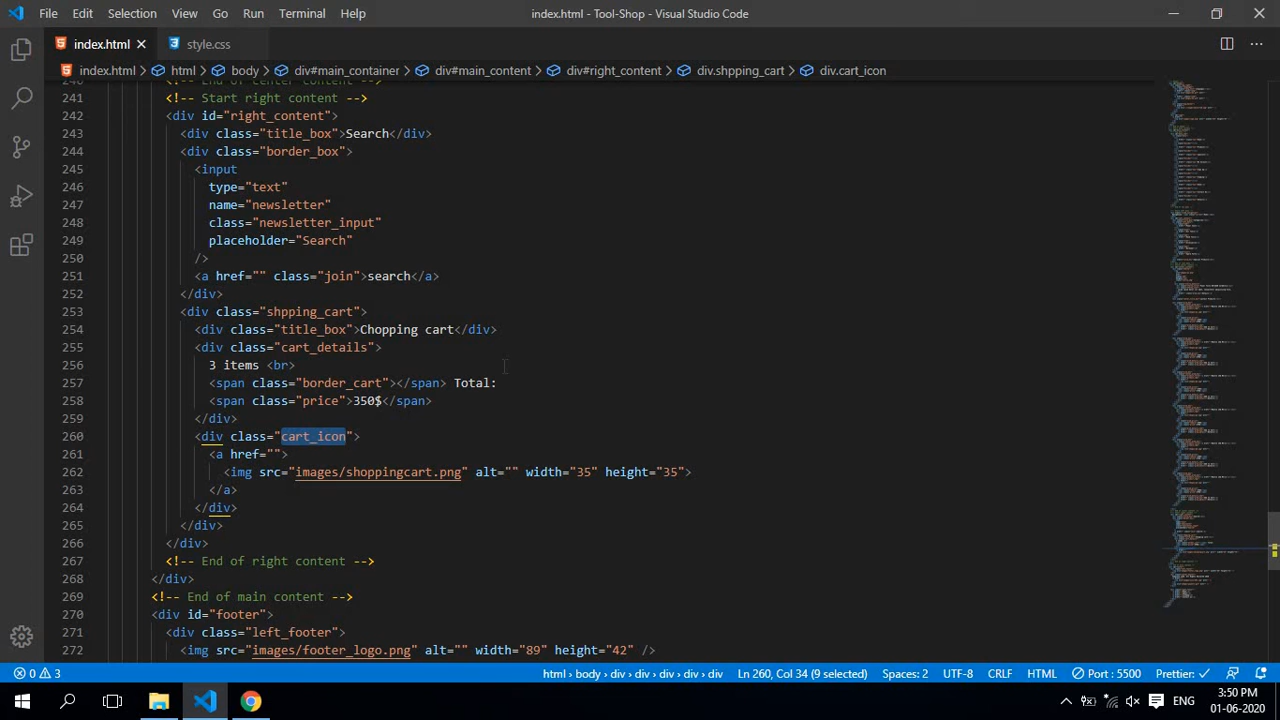 File Edit Selection View Go Run Terminal Help index.html - Tool-Shop - Visual Studio Code
index.html style.css
index.html html body div#main_container div#main_content div#right_content div.shpping_cart div.cart_icon
240 <!-- End of center content-->
241 <!-- Start right content -->
242 <div id="right_content">
243 <div class="title_box">Search</div>
244 <div class="border_box">
245 <input
246 type="text"
247 name="newsletter"
248 class="newsletter_input"
249 placeholder="Search"
250 />
251 <a href="" class="join">search</a>
252 </div>
253 <div class="shpping_cart">
254 <div class="title_box">Chopping cart</div>
255 <div class="cart_details">
256 3 items <br>
257 <span class="border_cart"></span> Total:
258 <span class="price">350$</span>
259 </div>
260 <div class="cart_icon">
261 <a href="">
262 <img src="images/shoppingcart.png" alt="" width="35" height="35">
263 </a>
264 </div>
265 </div>
266 </div>
267 <!-- End of right content -->
268 </div>
269 <!-- End of main content -->
270 <div id="footer">
271 <div class="left_footer">
272 <img src="images/footer_logo.png" alt="" width="89" height="42" />
0 3 html › body › div › div › div › div › div Ln 260, Col 34 (9 selected) Spaces: 2 UTF-8 CRLF HTML Port : 5500 Prettier: ✓
ENG 3:50 PM
01-06-2020